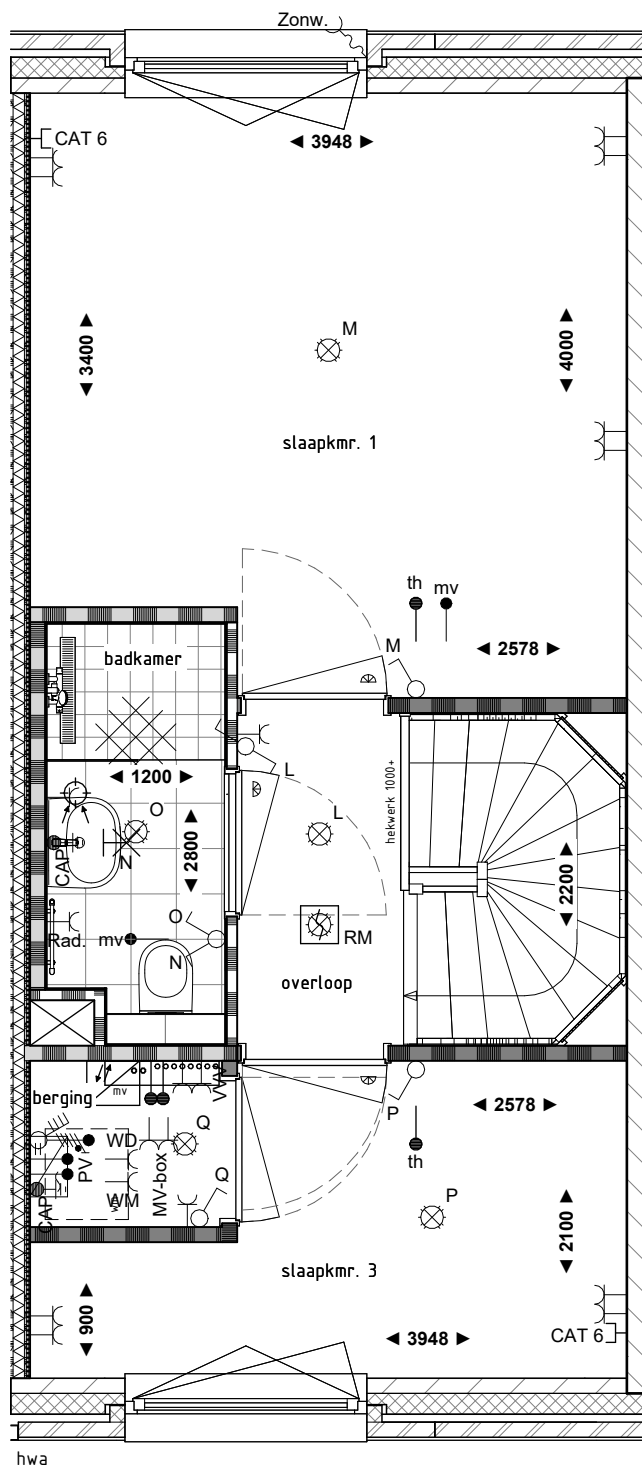 Zonw.
CAT 6
◄ 3948 ►
M
◄ 3400 ►
◄ 4000 ►
slaapkmr. 1
th
mv
M
◄ 2578 ►
badkamer
◄ 1200 ►
L
hekwerk 1000+
O
L
CAP
N
◄ 2800 ►
◄ 2200 ►
O
Rad.
mv
N
RM
overloop
berging
mv
VVW
P
◄ 2578 ►
Q
WD
PV
MV-box
th
Q
WM
CAP
P
◄ 2100 ►
slaapkmr. 3
◄ 900 ►
◄ 3948 ►
CAT 6
hwa